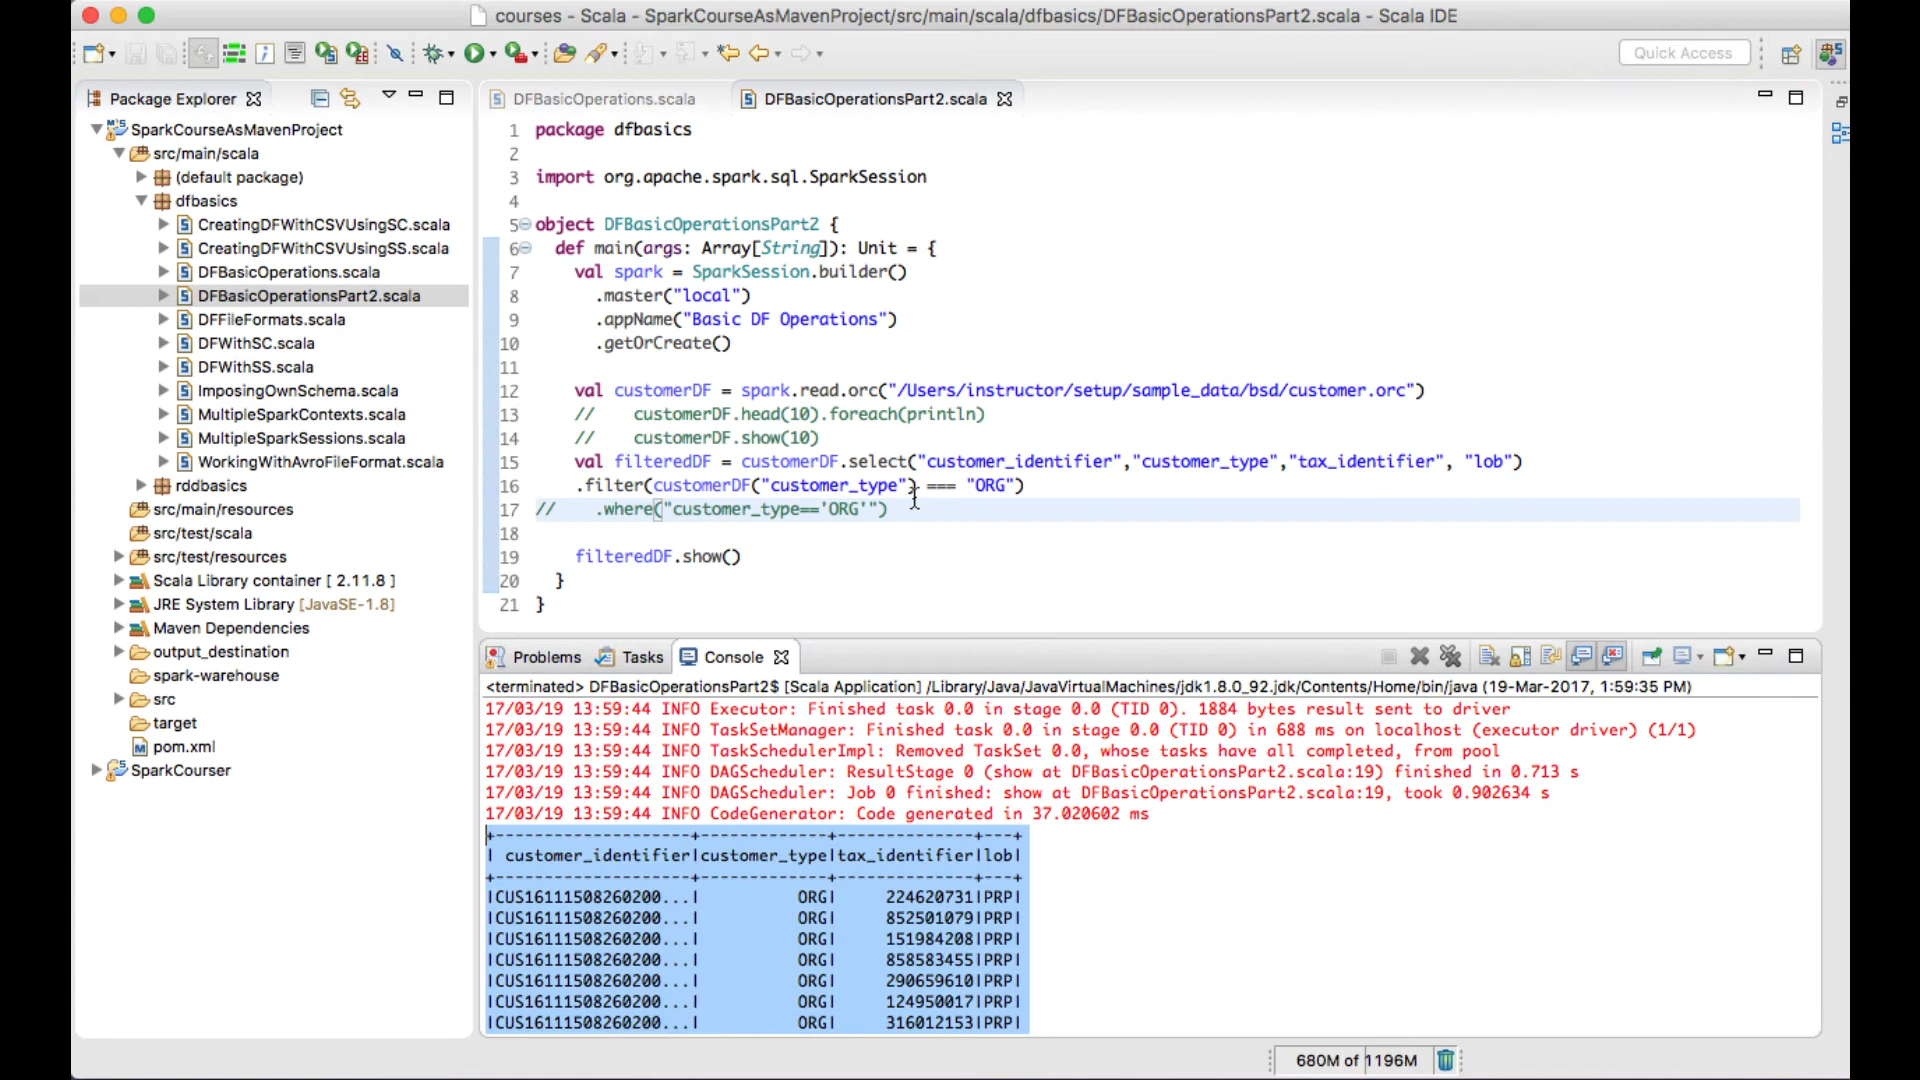 courses - Scala - SparkCourseAsMavenProject/src/main/scala/dfbasics/DFBasicOperationsPart2.scala - Scala IDE
Quick Access
Package Explorer
SparkCourseAsMavenProject
src/main/scala
(default package)
dfbasics
CreatingDFWithCSVUsingSC.scala
CreatingDFWithCSVUsingSS.scala
DFBasicOperations.scala
DFBasicOperationsPart2.scala
DFFileFormats.scala
DFWithSC.scala
DFWithSS.scala
ImposingOwnSchema.scala
MultipleSparkContexts.scala
MultipleSparkSessions.scala
WorkingWithAvroFileFormat.scala
rddbasics
src/main/resources
src/test/scala
src/test/resources
Scala Library container [ 2.11.8 ]
JRE System Library [JavaSE-1.8]
Maven Dependencies
output_destination
spark-warehouse
src
target
pom.xml
SparkCourser
DFBasicOperations.scala
DFBasicOperationsPart2.scala
1 package dfbasics
2
3 import org.apache.spark.sql.SparkSession
4
5 object DFBasicOperationsPart2 {
6 def main(args: Array[String]): Unit = {
7 val spark = SparkSession.builder()
8 .master("local")
9 .appName("Basic DF Operations")
10 .getOrCreate()
11
12 val customerDF = spark.read.orc("/Users/instructor/setup/sample_data/bsd/customer.orc")
13 // customerDF.head(10).foreach(println)
14 // customerDF.show(10)
15 val filteredDF = customerDF.select("customer_identifier","customer_type","tax_identifier", "lob")
16 .filter(customerDF("customer_type") === "ORG")
17 // .where("customer_type=='ORG'")
18
19 filteredDF.show()
20 }
21 }
Problems
Tasks
Console
<terminated> DFBasicOperationsPart2$ [Scala Application] /Library/Java/JavaVirtualMachines/jdk1.8.0_92.jdk/Contents/Home/bin/java (19-Mar-2017, 1:59:35 PM)
17/03/19 13:59:44 INFO Executor: Finished task 0.0 in stage 0.0 (TID 0). 1884 bytes result sent to driver
17/03/19 13:59:44 INFO TaskSetManager: Finished task 0.0 in stage 0.0 (TID 0) in 688 ms on localhost (executor driver) (1/1)
17/03/19 13:59:44 INFO TaskSchedulerImpl: Removed TaskSet 0.0, whose tasks have all completed, from pool
17/03/19 13:59:44 INFO DAGScheduler: ResultStage 0 (show at DFBasicOperationsPart2.scala:19) finished in 0.713 s
17/03/19 13:59:44 INFO DAGScheduler: Job 0 finished: show at DFBasicOperationsPart2.scala:19, took 0.902634 s
17/03/19 13:59:44 INFO CodeGenerator: Code generated in 37.020602 ms
+--------------------+-------------+--------------+---+
| customer_identifier|customer_type|tax_identifier|lob|
+--------------------+-------------+--------------+---+
|CUS16111508260200...| ORG| 224620731|PRP|
|CUS16111508260200...| ORG| 852501079|PRP|
|CUS16111508260200...| ORG| 151984208|PRP|
|CUS16111508260200...| ORG| 858583455|PRP|
|CUS16111508260200...| ORG| 290659610|PRP|
|CUS16111508260200...| ORG| 124950017|PRP|
|CUS16111508260200...| ORG| 316012153|PRP|
680M of 1196M